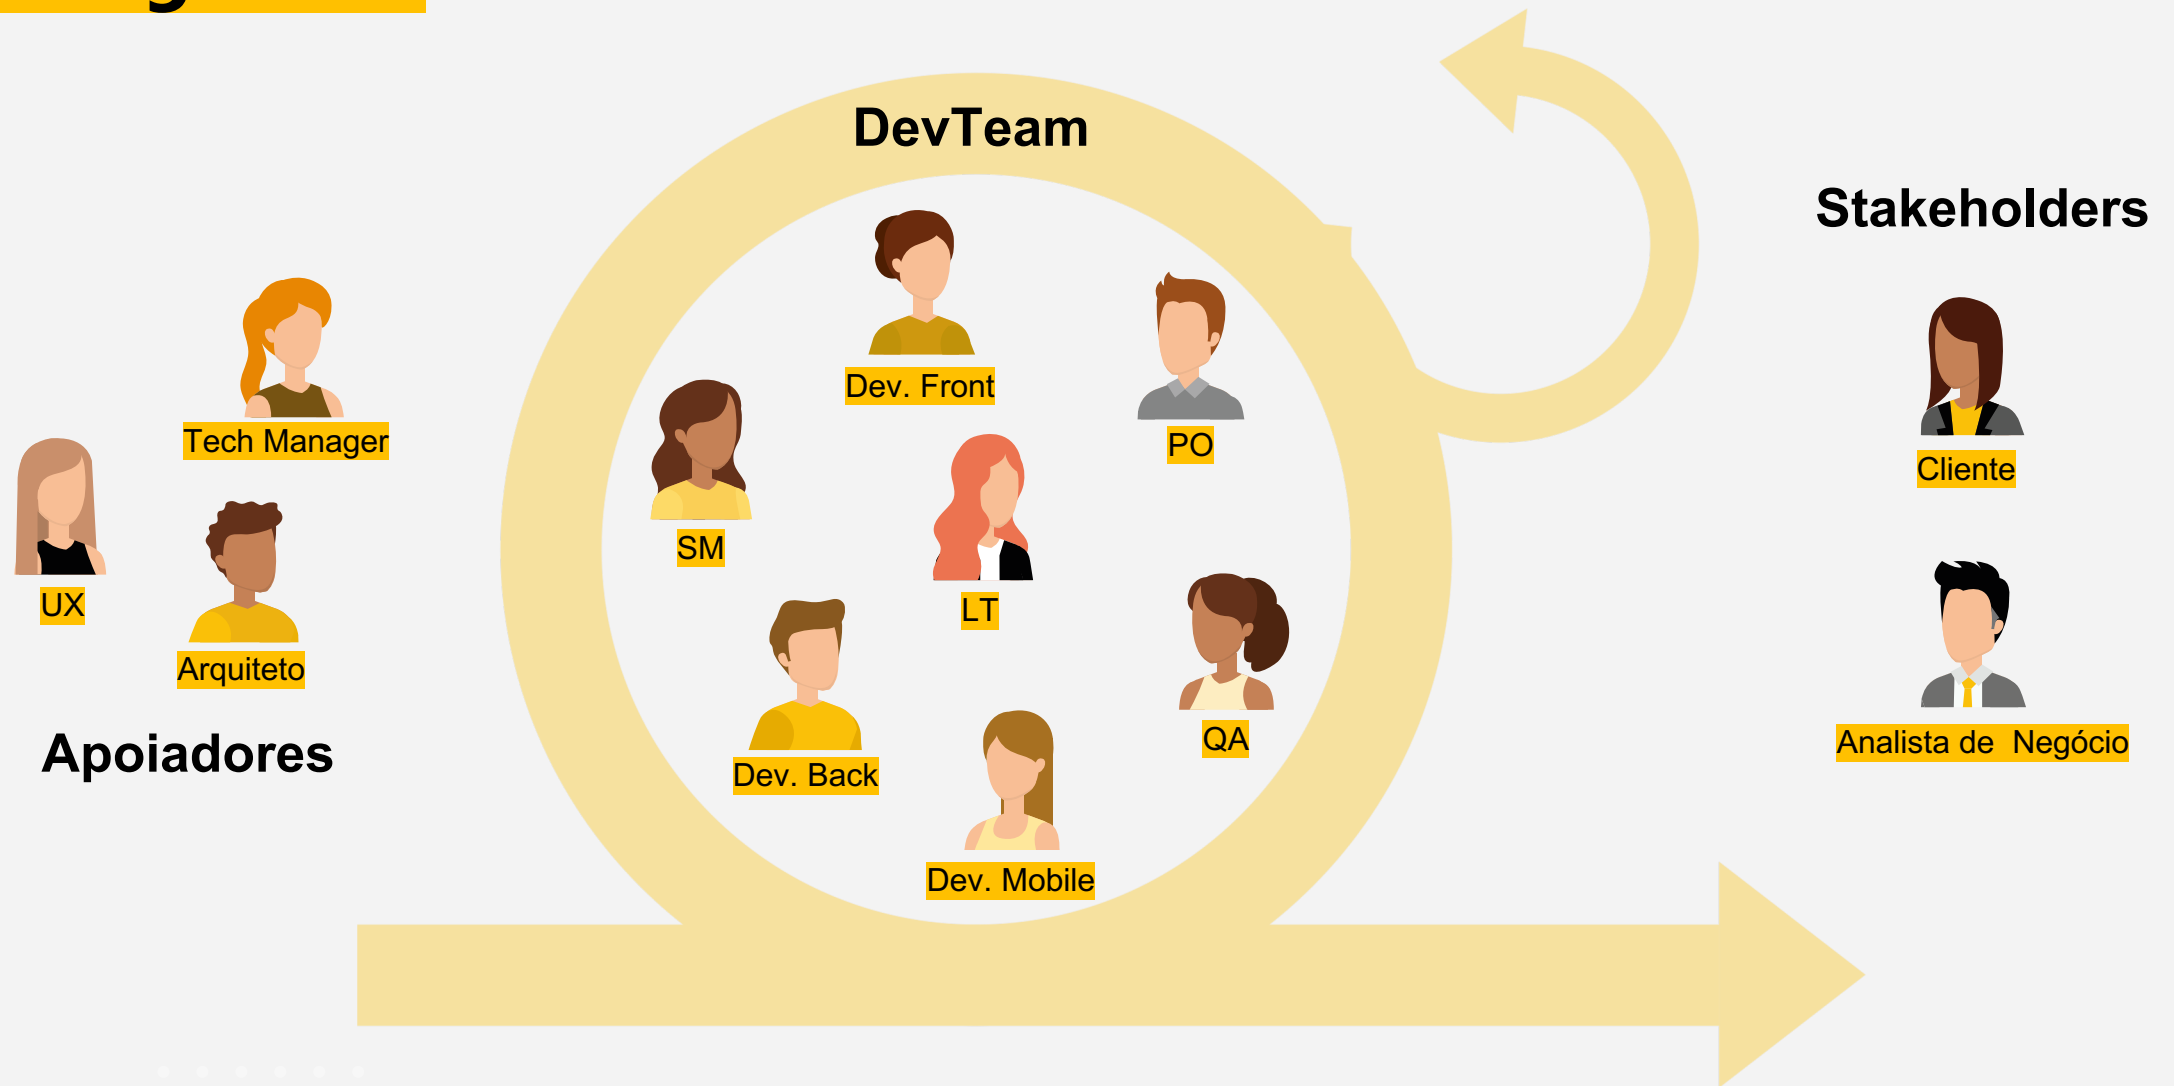 DevTeam
Stakeholders
Dev. Front
Tech Manager
PO
Cliente
SM
UX
LT
Arquiteto
QA
Analista de  Negócio
Apoiadores
Dev. Back
Dev. Mobile